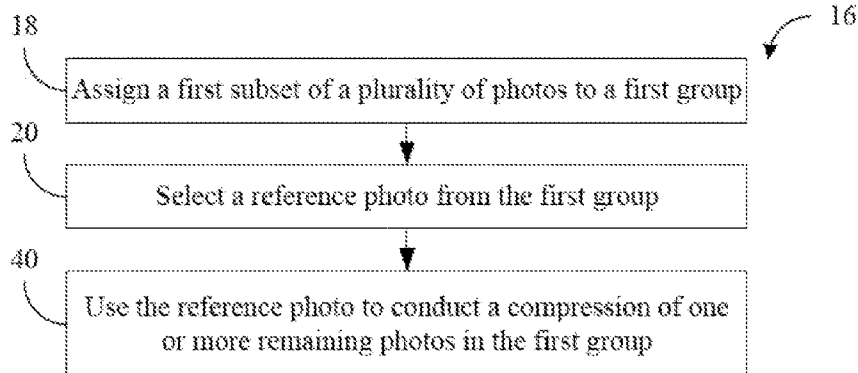 18
16
Assign a first subset of a plurality of photos to a first group
20
Select a reference photo from the first group
40
Use the reference photo to conduct a compression of one
or more remaining photos in the first group